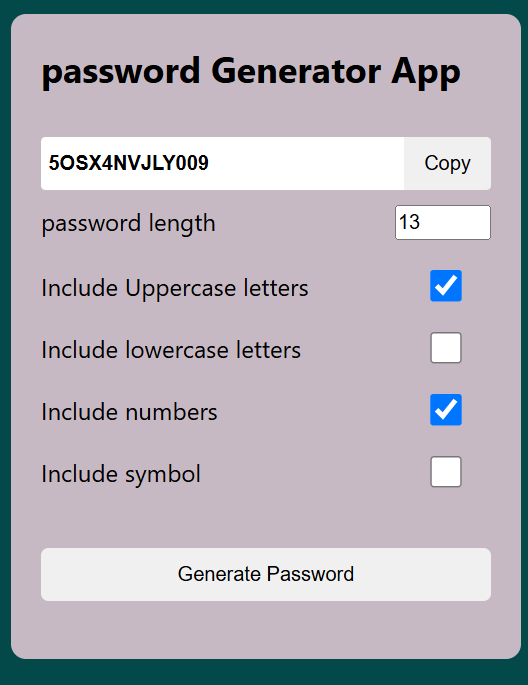 password Generator App
5OSX4NVJLY009
Copy
password length
13
Include Uppercase letters
Include lowercase letters
Include numbers
Include symbol
Generate Password